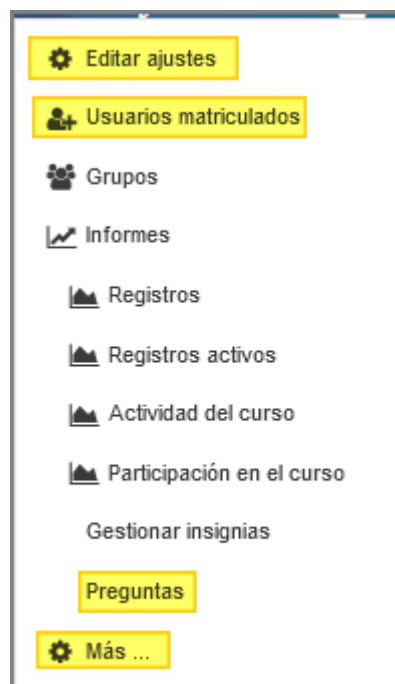 Editar ajustes
Usuarios matriculados
Grupos
Informes
Registros
Registros activos
Actividad del curso
Participación en el curso
Gestionar insignias
Preguntas
Más ...